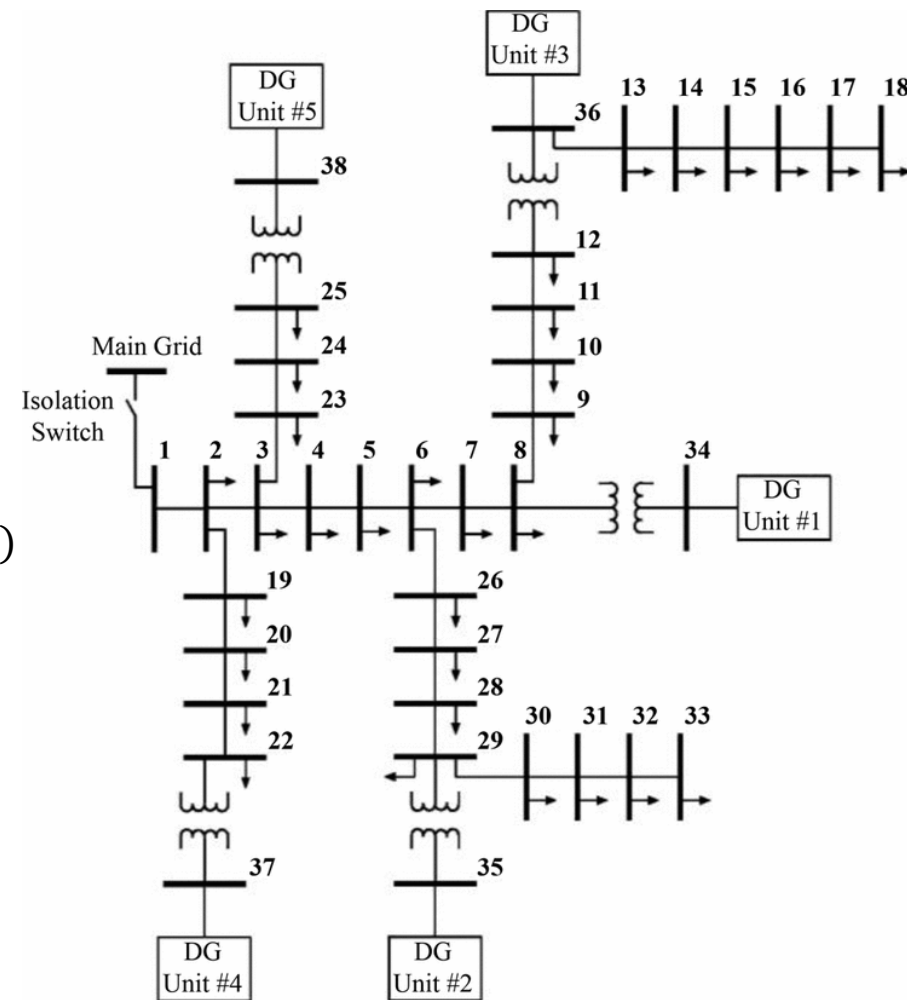 DG
Unit #3
DG
Unit #5
36
13 14 15 16 17 18
38
12
25
11
24
10
Main Grid
23
9
Isolation
Switch
1 2 3 4 5 6 7 8
34
DG
Unit #1
)
19
26
20
27
21
28
22
29
30 31 32 33
37
35
DG
Unit #4
DG
Unit #2